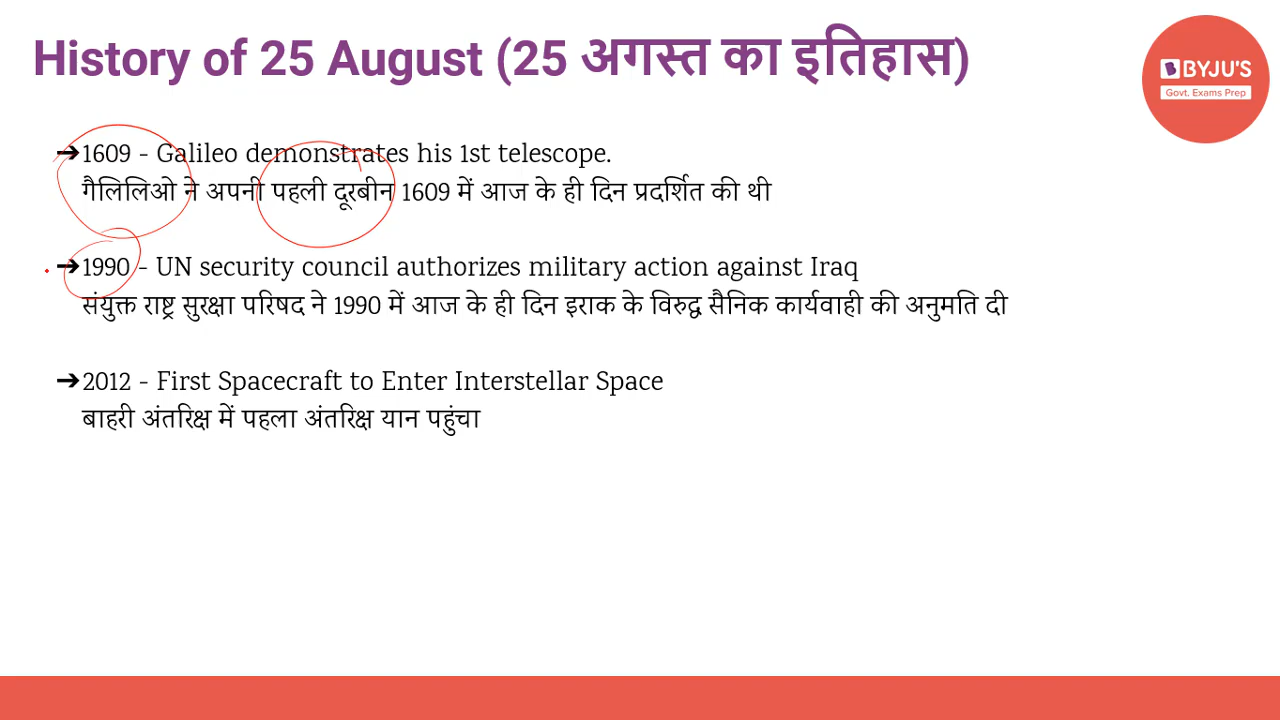 History of 25 August (25 अगस्त का इतिहास)
BYJU'S
Govt. Exams Prep
➔1609 - Galileo demonstrates his 1st telescope.
गैलिलिओ ने अपनी पहली दूरबीन 1609 में आज के ही दिन प्रदर्शित की थी
➔1990 - UN security council authorizes military action against Iraq
संयुक्त राष्ट्र सुरक्षा परिषद ने 1990 में आज के ही दिन इराक के विरुद्ध सैनिक कार्यवाही की अनुमति दी
➔2012 - First Spacecraft to Enter Interstellar Space
बाहरी अंतरिक्ष में पहला अंतरिक्ष यान पहुंचा